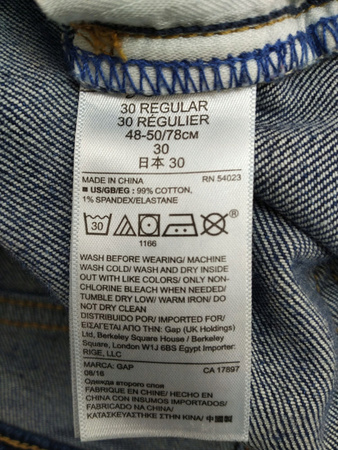 30 REGULAR
30 RÉGULIER
48-50/78CM
30
日本 30
MADE IN CHINA RN 54023
■ US/GB/EG : 99% COTTON,
1% SPANDEX/ELASTANE
30 ®
1166
WASH BEFORE WEARING/ MACHINE
WASH COLD/ WASH AND DRY INSIDE
OUT WITH LIKE COLORS/ ONLY NON-
CHLORINE BLEACH WHEN NEEDED/
TUMBLE DRY LOW/ WARM IRON/ DO
NOT DRY CLEAN
DISTRIBUIDO POR/ IMPORTED FOR/
ΕΙΣΑΓΕΤΑΙ ΑΠΟ ΤΗΝ: Gap (UK Holdings)
Ltd, Berkeley Square House / Berkeley
Square, London W1J 6BS Egypt Importer:
RIGE, LLC
MARCA: GAP
08/16 CA 17897
Одежда второго слоя
FABRIQUÉ EN CHINE/ HECHO EN
CHINA CON INSUMOS IMPORTADOS/
FABRICADO NA CHINA/
ΚΑΤΑΣΚΕΥΑΣΤΗΚΕ ΣΤΗΝ ΚΙΝΑ/ 中國製